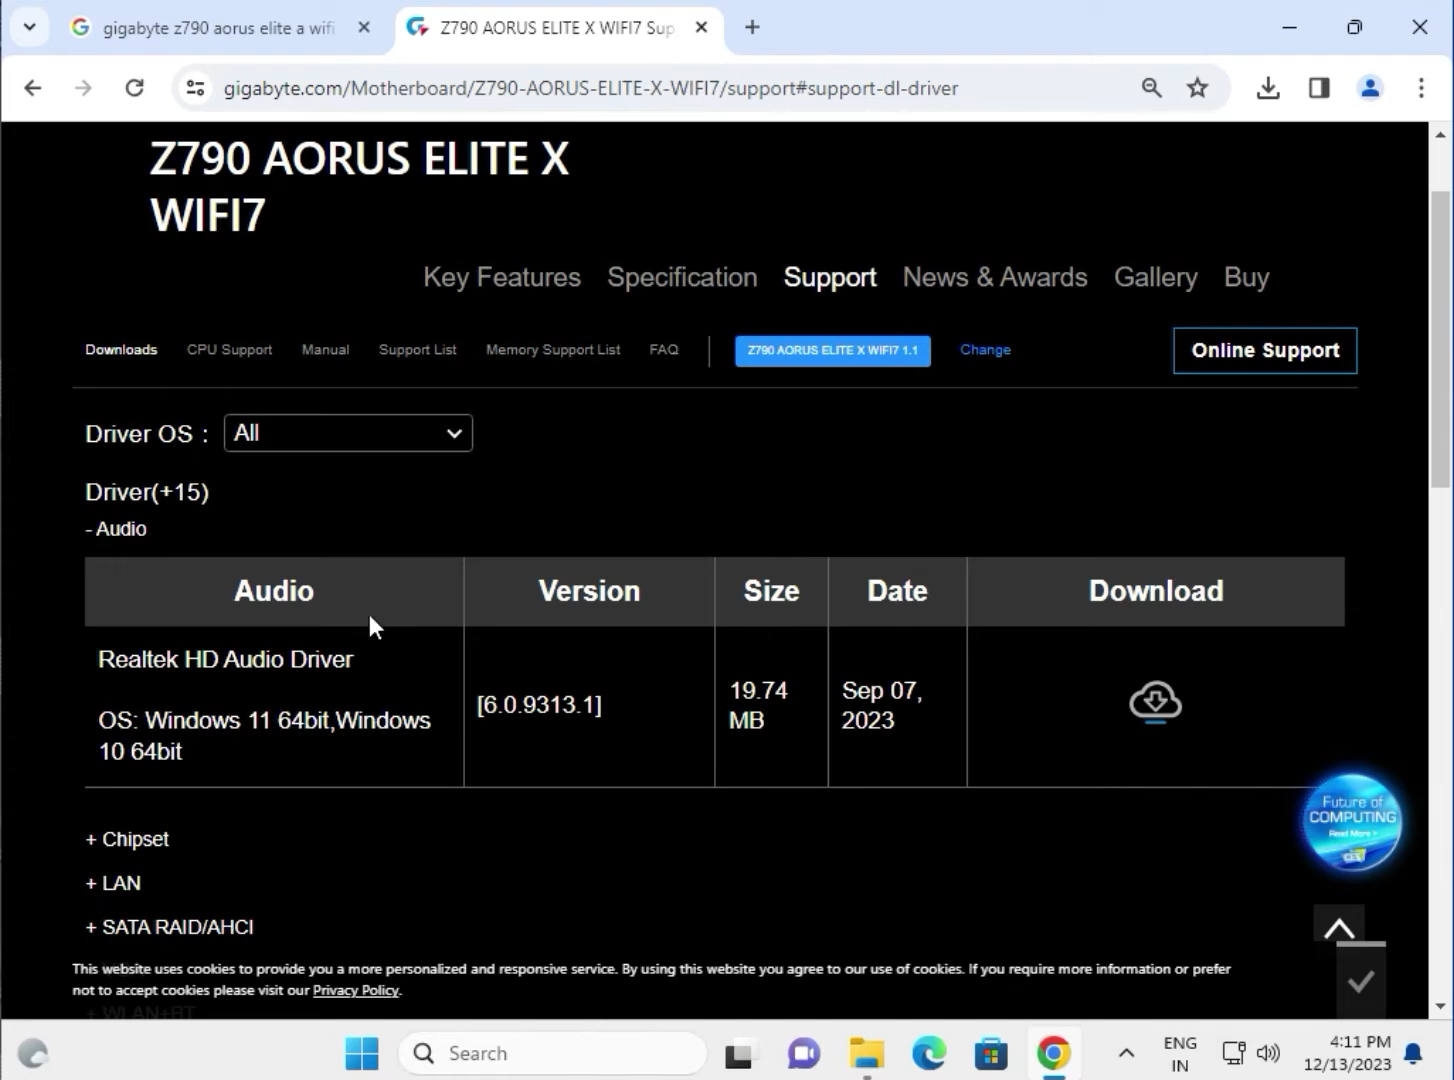 gigabyte z790 aorus elite a wifi
Z790 AORUS ELITE X WIFI7 Sup
gigabyte.com/Motherboard/Z790-AORUS-ELITE-X-WIFI7/support#support-dl-driver
Z790 AORUS ELITE X
WIFI7
Key Features Specification Support News & Awards Gallery Buy
Downloads CPU Support Manual Support List Memory Support List FAQ Z790 AORUS ELITE X WIFI7 1.1 Change Online Support
Driver OS : All
Driver(+15)
- Audio
Audio Version Size Date Download
Realtek HD Audio Driver
OS: Windows 11 64bit,Windows
10 64bit
[6.0.9313.1]
19.74
MB
Sep 07,
2023
+ Chipset
+ LAN
+ SATA RAID/AHCI
Future of
COMPUTING
Read More >
CES
This website uses cookies to provide you a more personalized and responsive service. By using this website you agree to our use of cookies. If you require more information or prefer
not to accept cookies please visit our Privacy Policy.
+ WLAN+BT
Search
ENG
IN
4:11 PM
12/13/2023